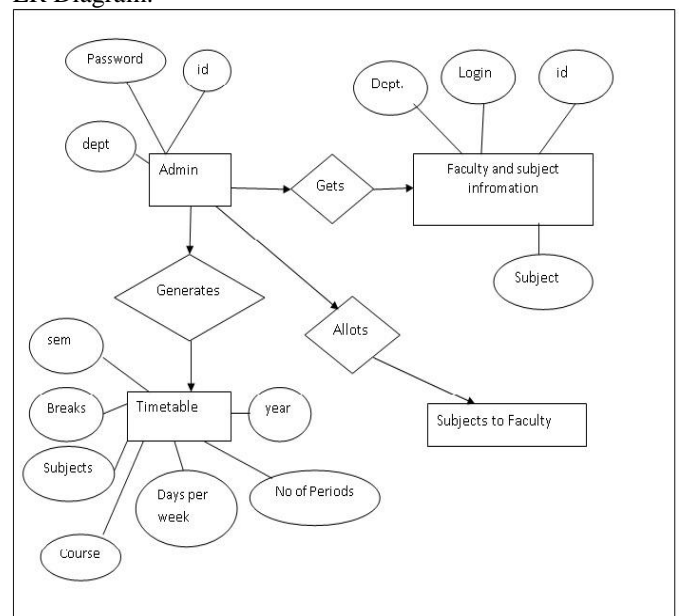 ER Diagram:
Password
id
dept
Admin
Gets
Dept.
Login
id
Faculty and subject
infromation
Subject
Generates
Allots
Subjects to Faculty
sem
Breaks
Timetable
year
Subjects
Days per
week
No of Periods
Course